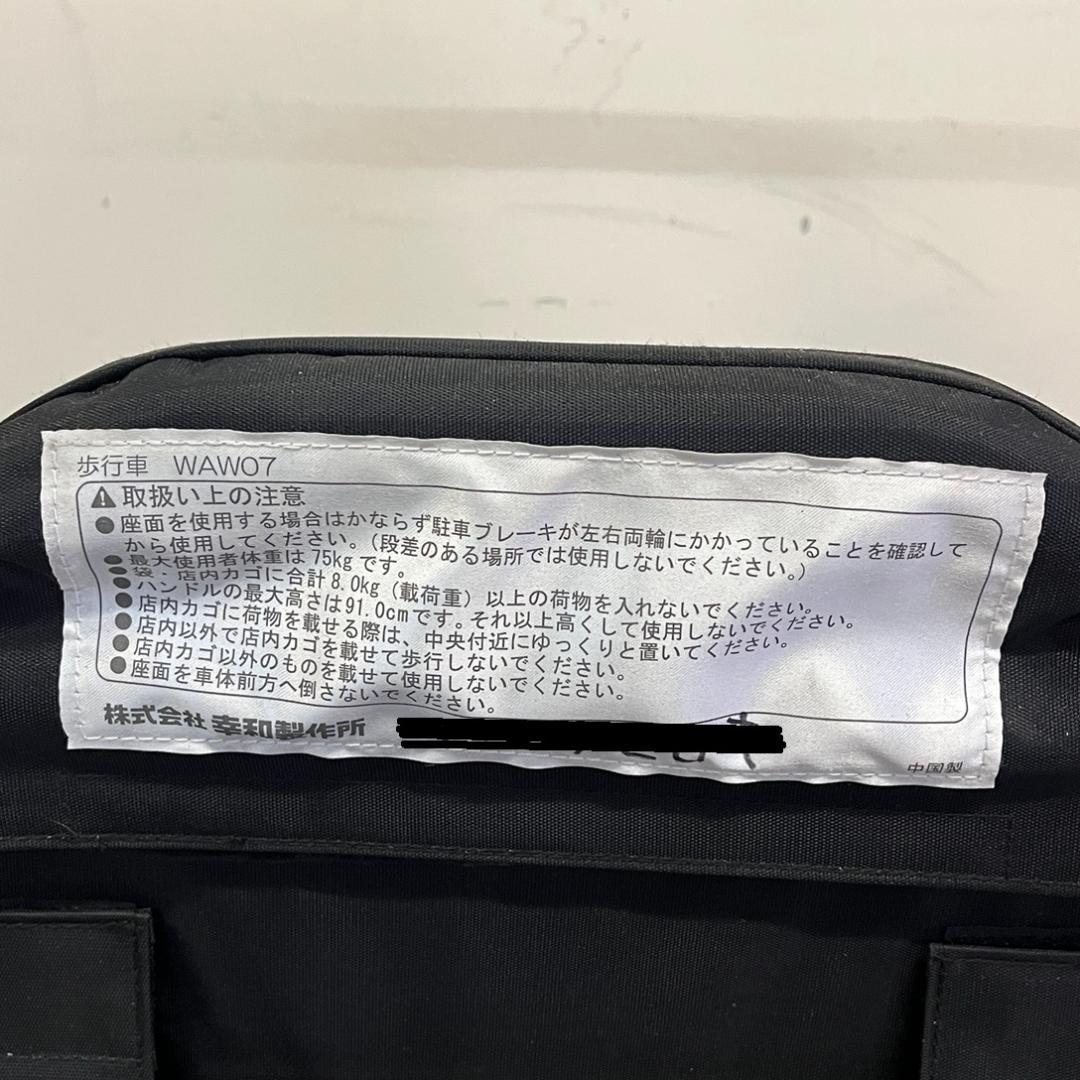 歩行車 WAW07
⚠取扱い上の注意
●座面を使用する場合はかならず駐車ブレーキが左右両輪にかかっていることを確認して
から使用してください。(段差のある場所では使用しないでください。)
●最大使用者体重は75kgです。
●袋・店内カゴに合計8.0kg(載荷重)以上の荷物を入れないでください。
●ハンドルの最大高さは91.0cmです。それ以上高くして使用しないでください。
●店内カゴに荷物を載せる際は、中央付近にゆっくりと置いてください。
●店内以外で店内カゴを載せて歩行しないでください。
●店内カゴ以外のものを載せて使用しないでください。
●座面を車体前方へ倒さないでください。
株式会社 幸和製作所
中国製